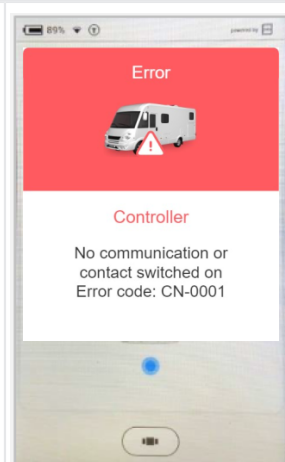 89%
powered by
Error
Controller
No communication or
contact switched on
Error code: CN-0001